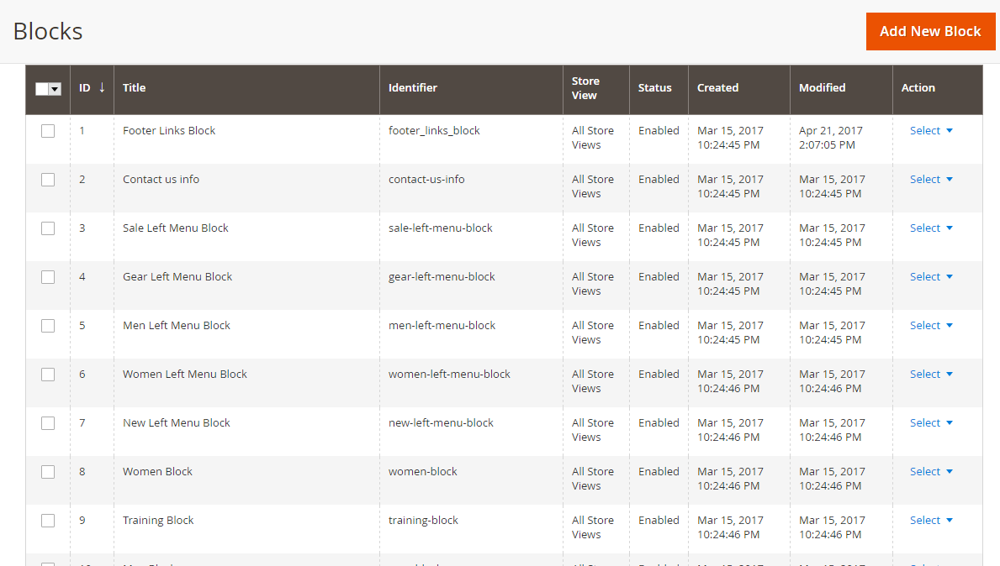 Blocks
Add New Block
ID ↓ Title Identifier Store View Status Created Modified Action
1 Footer Links Block footer_links_block All Store Views Enabled Mar 15, 2017 10:24:45 PM Apr 21, 2017 2:07:05 PM Select
2 Contact us info contact-us-info All Store Views Enabled Mar 15, 2017 10:24:45 PM Mar 15, 2017 10:24:45 PM Select
3 Sale Left Menu Block sale-left-menu-block All Store Views Enabled Mar 15, 2017 10:24:45 PM Mar 15, 2017 10:24:45 PM Select
4 Gear Left Menu Block gear-left-menu-block All Store Views Enabled Mar 15, 2017 10:24:45 PM Mar 15, 2017 10:24:45 PM Select
5 Men Left Menu Block men-left-menu-block All Store Views Enabled Mar 15, 2017 10:24:45 PM Mar 15, 2017 10:24:45 PM Select
6 Women Left Menu Block women-left-menu-block All Store Views Enabled Mar 15, 2017 10:24:46 PM Mar 15, 2017 10:24:46 PM Select
7 New Left Menu Block new-left-menu-block All Store Views Enabled Mar 15, 2017 10:24:46 PM Mar 15, 2017 10:24:46 PM Select
8 Women Block women-block All Store Views Enabled Mar 15, 2017 10:24:46 PM Mar 15, 2017 10:24:46 PM Select
9 Training Block training-block All Store Views Enabled Mar 15, 2017 10:24:46 PM Mar 15, 2017 10:24:46 PM Select